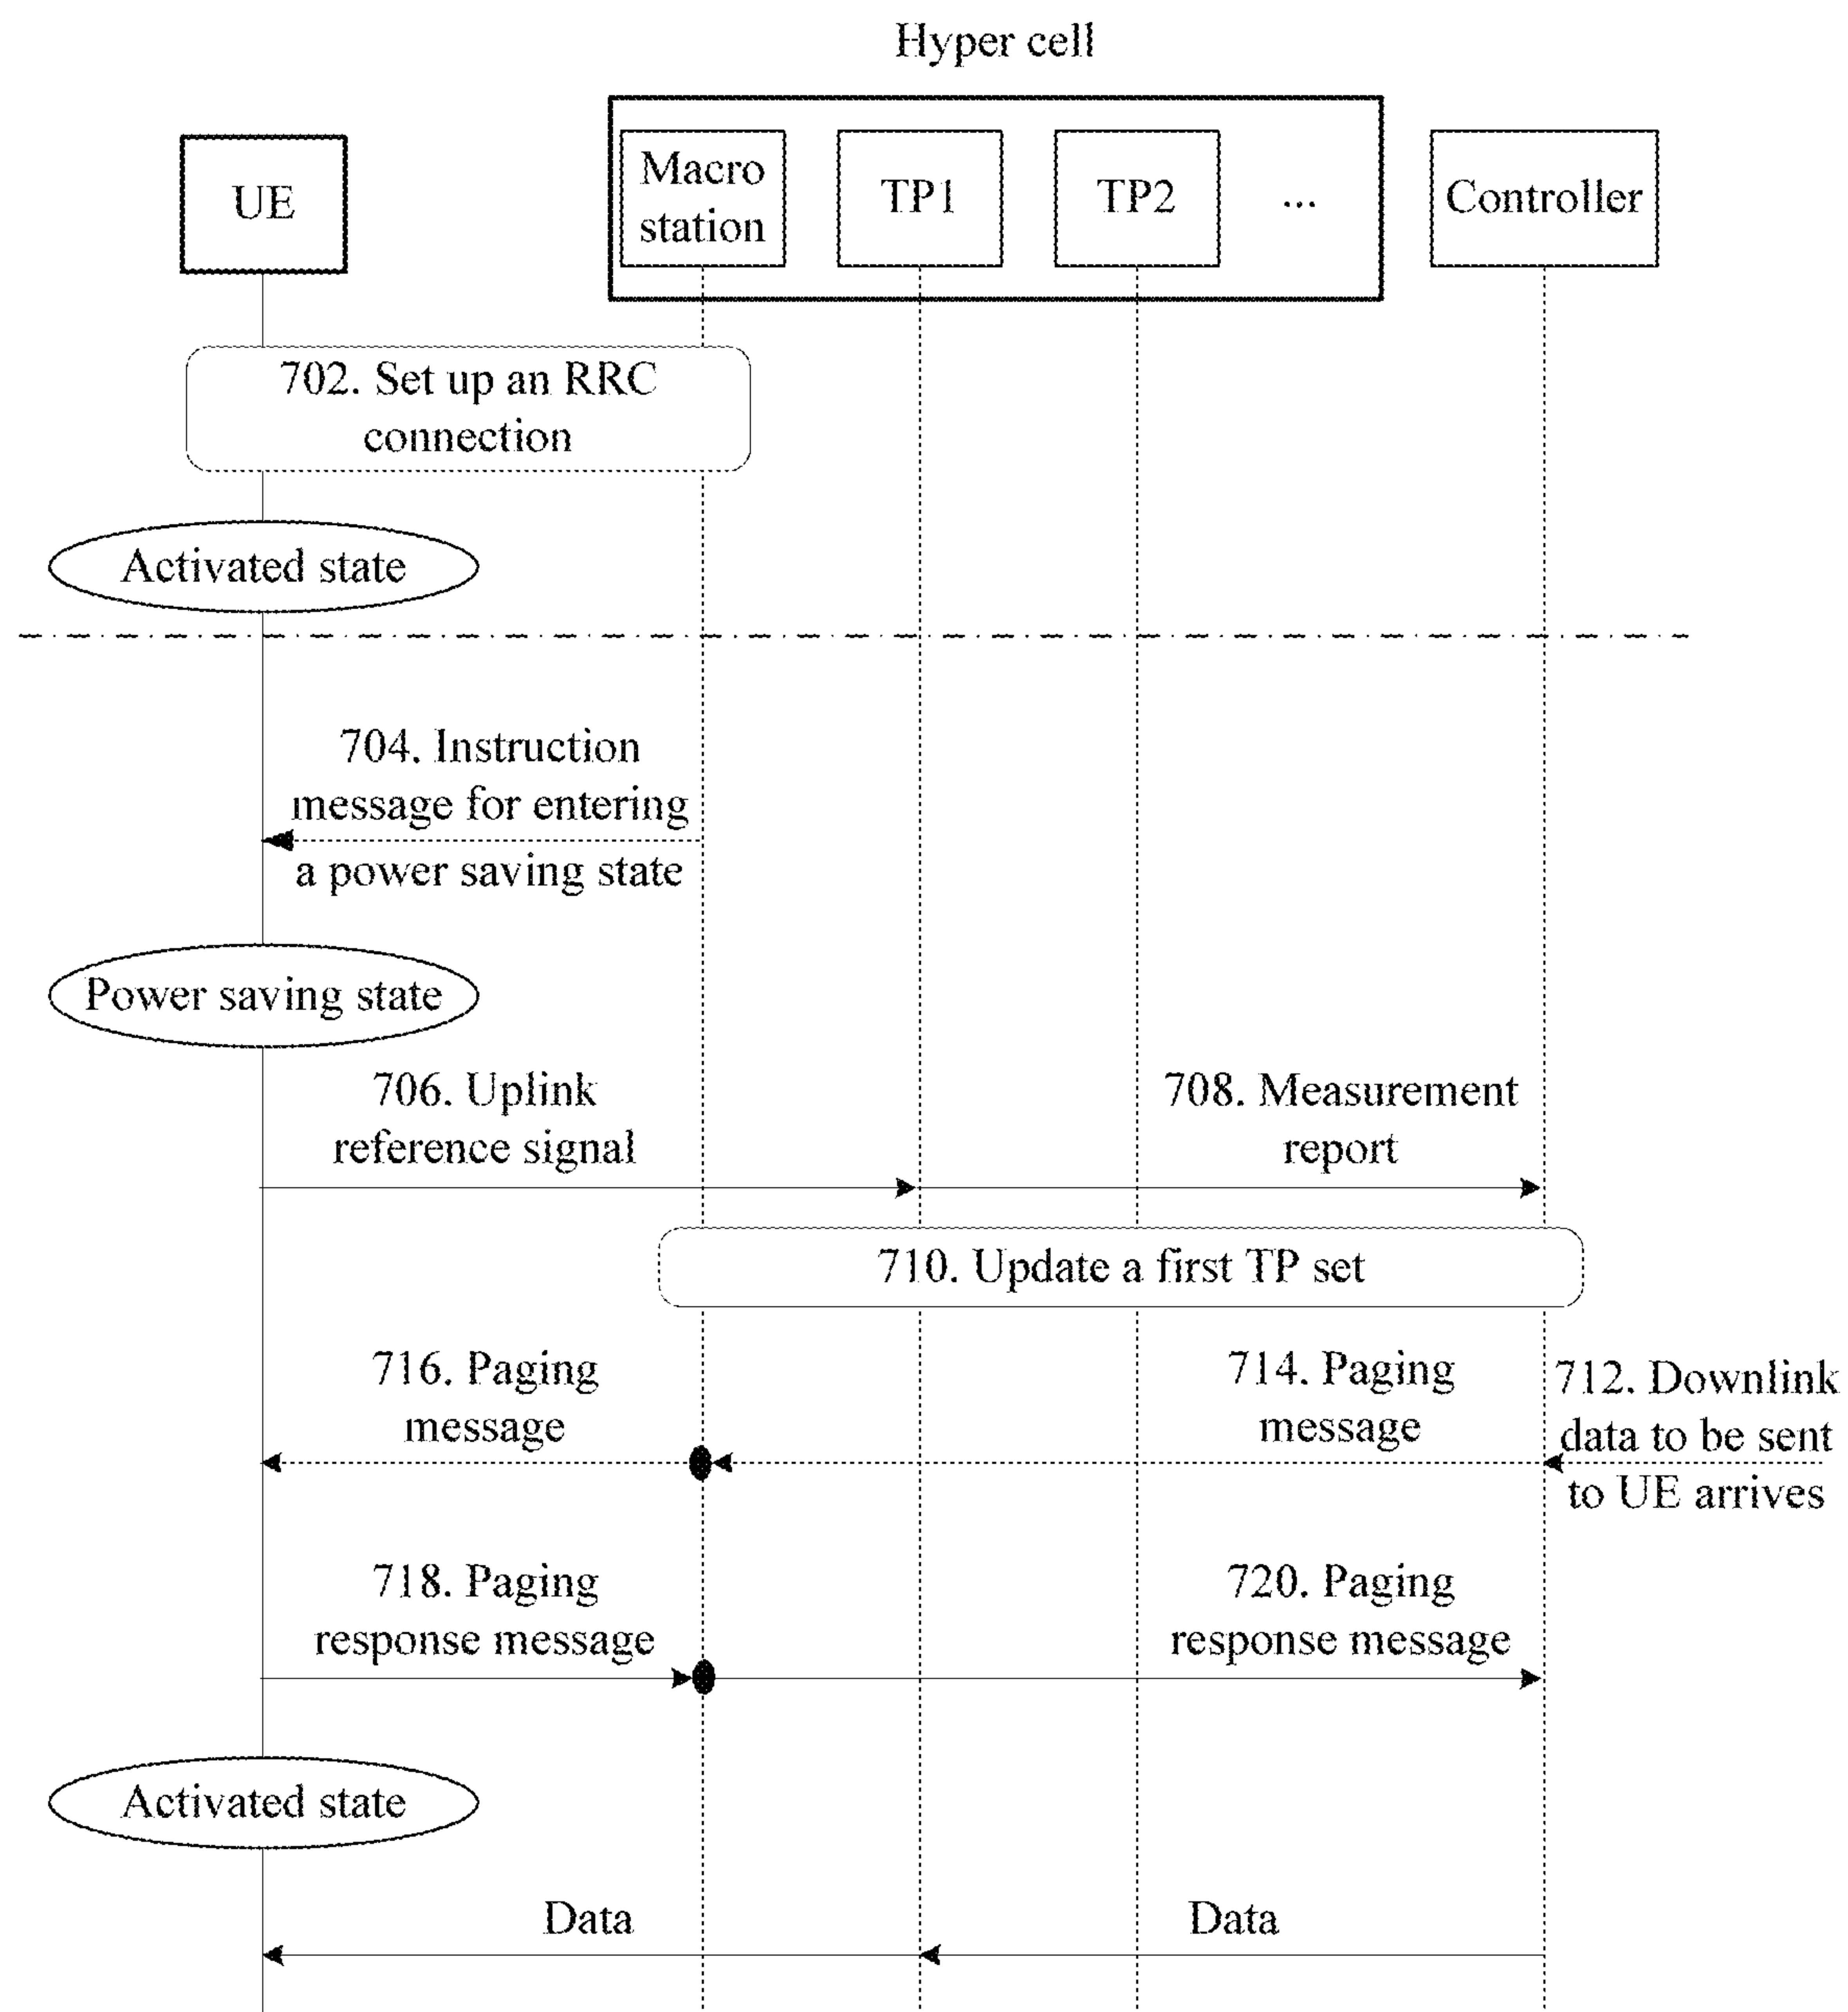 Hyper cell
UE
Macro
station
TP1
TP2
...
Controller
702. Set up an RRC
connection
Activated state
704. Instruction
message for entering
a power saving state
Power saving state
706. Uplink
reference signal
708. Measurement
report
710. Update a first TP set
716. Paging
message
714. Paging
message
712. Downlink
data to be sent
to UE arrives
718. Paging
response message
720. Paging
response message
Activated state
Data
Data